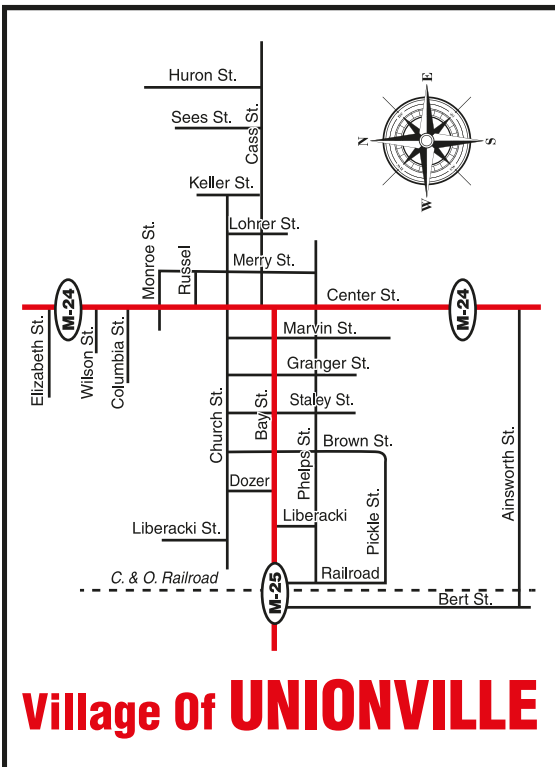 Huron St.
Sees St.
Cass St.
E
N
S
W
Keller St.
Lohrer St.
Monroe St.
Russel
Merry St.
M-24
Center St.
M-24
Elizabeth St.
Wilson St.
Columbia St.
Marvin St.
Granger St.
Church St.
Bay St.
Staley St.
Phelps St.
Brown St.
Ainsworth St.
Dozer
Pickle St.
Liberacki St.
Liberacki
C. & O. Railroad
M-25
Railroad
Bert St.
Village Of UNIONVILLE